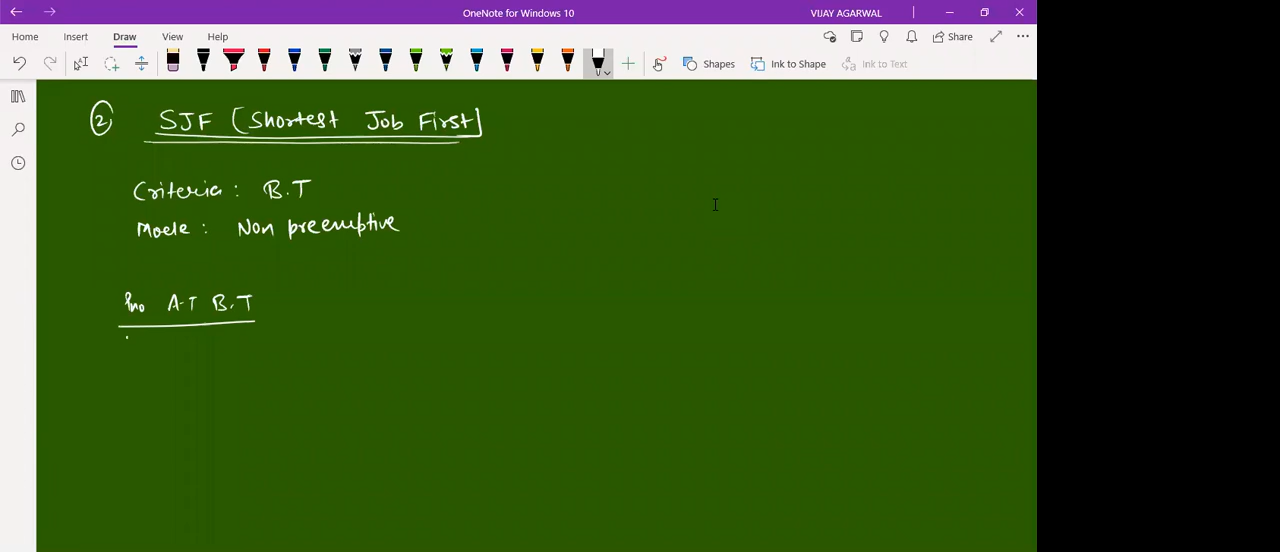 OneNote for Windows 10
VIJAY AGARWAL
Home Insert Draw View Help
Share
Shapes Ink to Shape Ink to Text
2 SJF [Shortest Job First]
Criteria : B.T
Mode : Non preemptive
Pno A.T B.T